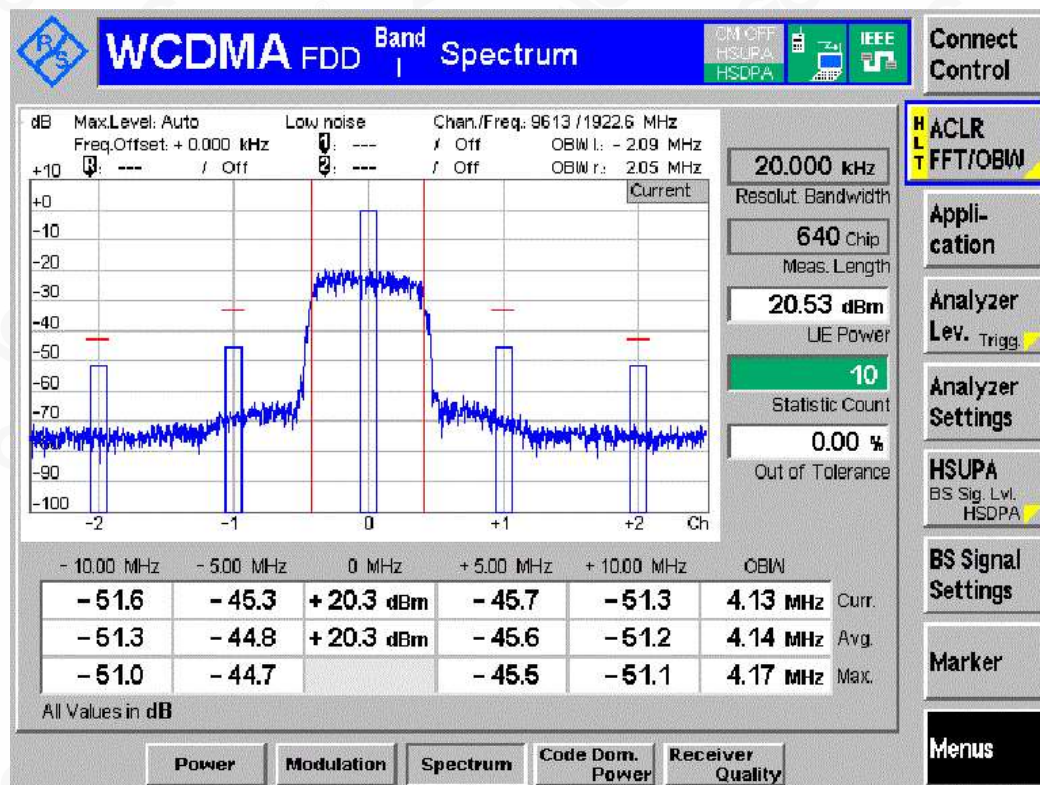 R&S
WCDMA FDD Band I Spectrum
CM OFF
HSUPA
HSDPA
IEEE
Connect Control
dB Max.Level: Auto Low noise Chan./Freq.: 9613 / 1922.6 MHz
Freq.Offset: + 0.000 kHz 1: --- / Off OBW l.: - 2.09 MHz
R: --- / Off 2: --- / Off OBW r.: 2.05 MHz
Current
+10
+0
-10
-20
-30
-40
-50
-60
-70
-90
-100
-2 -1 0 +1 +2 Ch
20.000 kHz
Resolut. Bandwidth
640 Chip
Meas. Length
20.53 dBm
UE Power
10
Statistic Count
0.00 %
Out of Tolerance
- 10.00 MHz - 5.00 MHz 0 MHz + 5.00 MHz + 10.00 MHz OBW
- 51.6 - 45.3 + 20.3 dBm - 45.7 - 51.3 4.13 MHz Curr.
- 51.3 - 44.8 + 20.3 dBm - 45.6 - 51.2 4.14 MHz Avg.
- 51.0 - 44.7 - 45.5 - 51.1 4.17 MHz Max.
All Values in dB
HLT
ACLR
FFT/OBW
Appli-
cation
Analyzer
Lev. Trigg.
Analyzer
Settings
HSUPA
BS Sig. Lvl.
HSDPA
BS Signal
Settings
Marker
Menus
Power
Modulation
Spectrum
Code Dom.
Power
Receiver
Quality